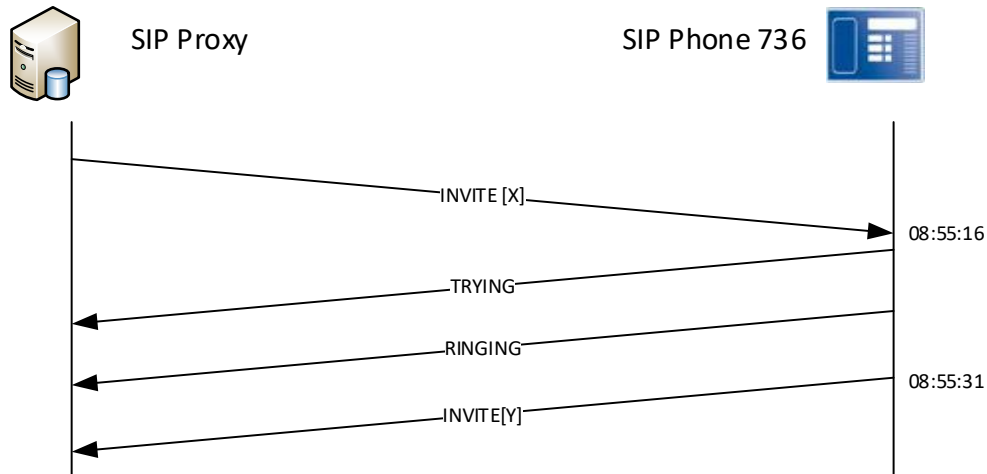 SIP Proxy
SIP Phone 736
INVITE [X]
08:55:16
TRYING
RINGING
08:55:31
INVITE[Y]